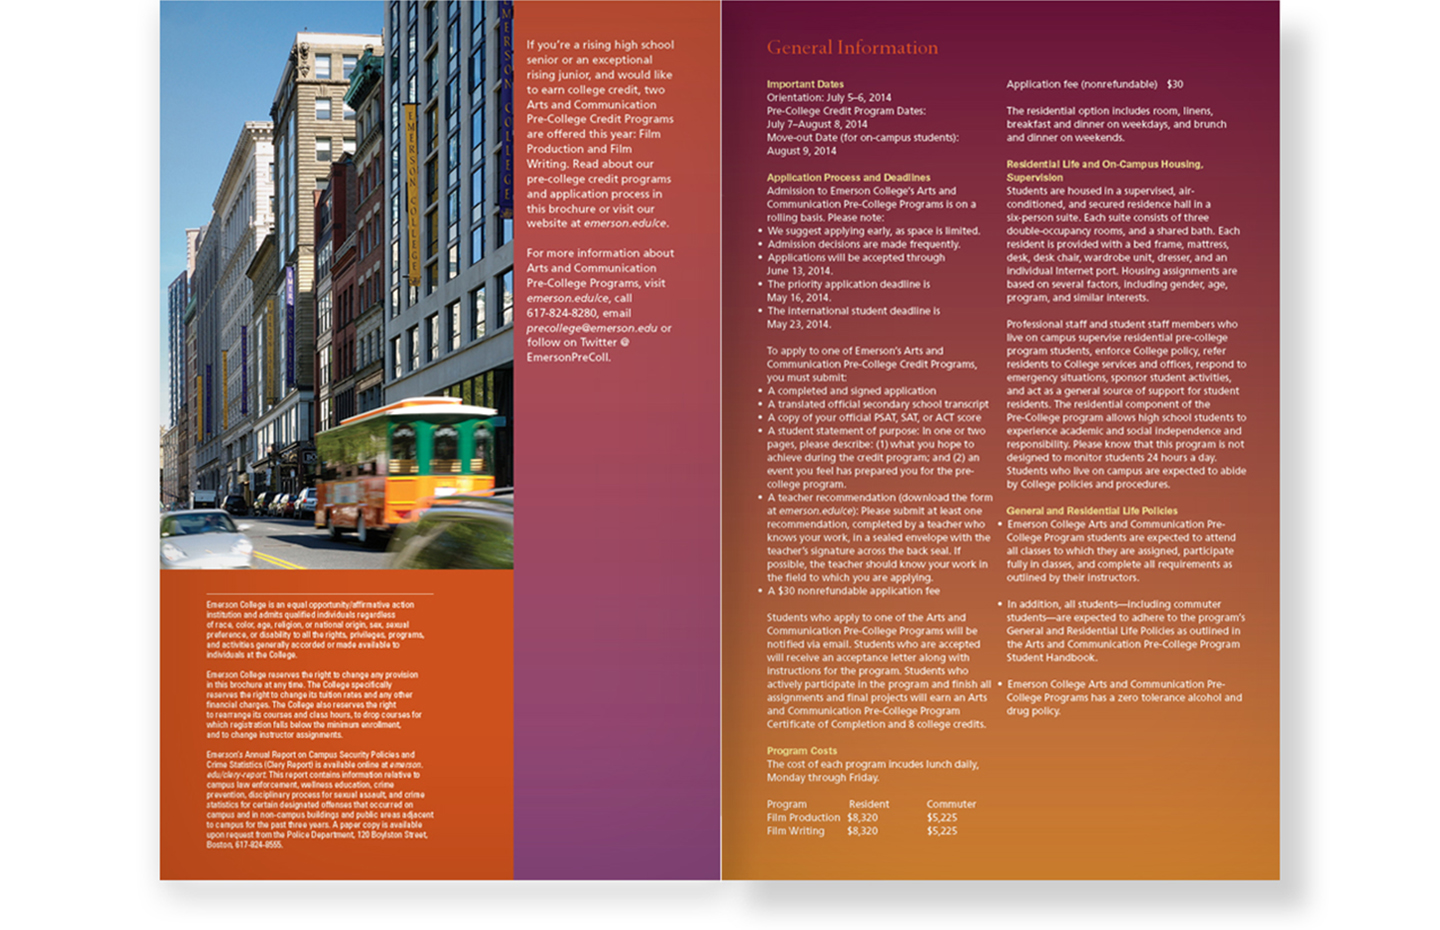 EMERSON COLLEGE
EMERSON COLLEGE
EMERSON COLLEGE
If you're a rising high school
senior or an exceptional
rising junior, and would like
to earn college credit, two
Arts and Communication
Pre-College Credit Programs
are offered this year: Film
Production and Film
Writing. Read about our
pre-college credit programs
and application process in
this brochure or visit our
website at emerson.edu/ce.
For more information about
Arts and Communication
Pre-College Programs, visit
emerson.edu/ce, call
617-824-8280, email
precollege@emerson.edu or
follow on Twitter @
EmersonPreColl.
Emerson College is an equal opportunity/affirmative action
institution and admits qualified individuals regardless
of race, color, age, religion, or national origin, sex, sexual
preference, or disability to all the rights, privileges, programs,
and activities generally accorded or made available to
individuals at the College.
Emerson College reserves the right to change any provision
in this brochure at any time. The College specifically
reserves the right to change its tuition rates and any other
financial charges. The College also reserves the right
to rearrange its courses and class hours, to drop courses for
which registration falls below the minimum enrollment,
and to change instructor assignments.
Emerson's Annual Report on Campus Security Policies and
Crime Statistics (Clery Report) is available online at emerson.
edu/clery-report. This report contains information relative to
campus law enforcement, wellness education, crime
prevention, disciplinary process for sexual assault, and crime
statistics for certain designated offenses that occurred on
campus and in non-campus buildings and public areas adjacent
to campus for the past three years. A paper copy is available
upon request from the Police Department, 120 Boylston Street,
Boston, 617-824-8555.
General Information
Important Dates
Orientation: July 5–6, 2014
Pre-College Credit Program Dates:
July 7–August 8, 2014
Move-out Date (for on-campus students):
August 9, 2014
Application Process and Deadlines
Admission to Emerson College's Arts and
Communication Pre-College Programs is on a
rolling basis. Please note:
• We suggest applying early, as space is limited.
• Admission decisions are made frequently.
• Applications will be accepted through
June 13, 2014.
• The priority application deadline is
May 16, 2014.
• The international student deadline is
May 23, 2014.
To apply to one of Emerson's Arts and
Communication Pre-College Credit Programs,
you must submit:
• A completed and signed application
• A translated official secondary school transcript
• A copy of your official PSAT, SAT, or ACT score
• A student statement of purpose: In one or two
pages, please describe: (1) what you hope to
achieve during the credit program; and (2) an
event you feel has prepared you for the pre-
college program.
• A teacher recommendation (download the form
at emerson.edu/ce): Please submit at least one
recommendation, completed by a teacher who
knows your work, in a sealed envelope with the
teacher's signature across the back seal. If
possible, the teacher should know your work in
the field to which you are applying.
• A $30 nonrefundable application fee
Students who apply to one of the Arts and
Communication Pre-College Programs will be
notified via email. Students who are accepted
will receive an acceptance letter along with
instructions for the program. Students who
actively participate in the program and finish all
assignments and final projects will earn an Arts
and Communication Pre-College Program
Certificate of Completion and 8 college credits.
Program Costs
The cost of each program incudes lunch daily,
Monday through Friday.
Program Resident Commuter
Film Production $8,320 $5,225
Film Writing $8,320 $5,225
Application fee (nonrefundable) $30
The residential option includes room, linens,
breakfast and dinner on weekdays, and brunch
and dinner on weekends.
Residential Life and On-Campus Housing,
Supervision
Students are housed in a supervised, air-
conditioned, and secured residence hall in a
six-person suite. Each suite consists of three
double-occupancy rooms, and a shared bath. Each
resident is provided with a bed frame, mattress,
desk, desk chair, wardrobe unit, dresser, and an
individual Internet port. Housing assignments are
based on several factors, including gender, age,
program, and similar interests.
Professional staff and student staff members who
live on campus supervise residential pre-college
program students, enforce College policy, refer
residents to College services and offices, respond to
emergency situations, sponsor student activities,
and act as a general source of support for student
residents. The residential component of the
Pre-College program allows high school students to
experience academic and social independence and
responsibility. Please know that this program is not
designed to monitor students 24 hours a day.
Students who live on campus are expected to abide
by College policies and procedures.
General and Residential Life Policies
• Emerson College Arts and Communication Pre-
College Program students are expected to attend
all classes to which they are assigned, participate
fully in classes, and complete all requirements as
outlined by their instructors.
• In addition, all students—including commuter
students—are expected to adhere to the program's
General and Residential Life Policies as outlined in
the Arts and Communication Pre-College Program
Student Handbook.
• Emerson College Arts and Communication Pre-
College Programs has a zero tolerance alcohol and
drug policy.